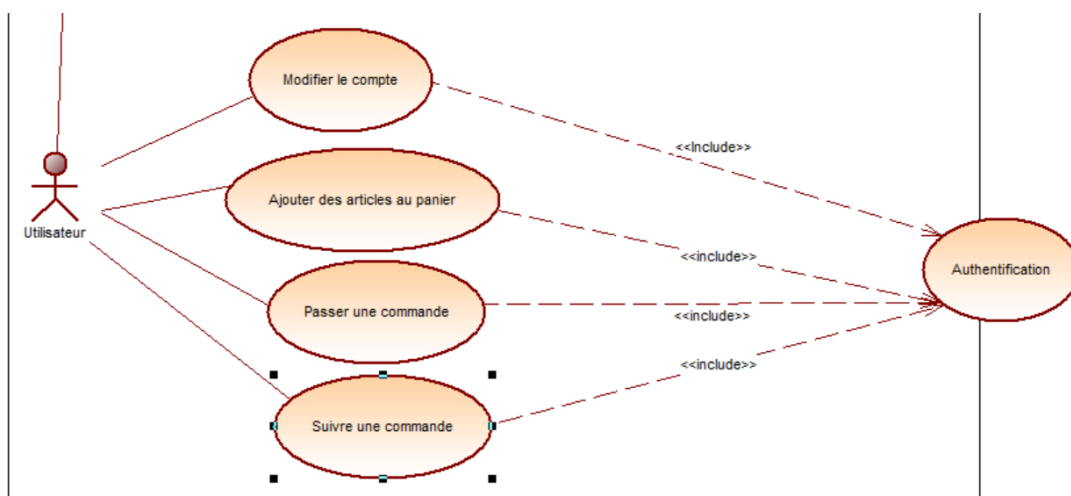 Modifier le compte
<<Include>>
Ajouter des articles au panier
Utilisateur
<<include>>
Authentification
Passer une commande
<<include>>
<<include>>
Suivre une commande